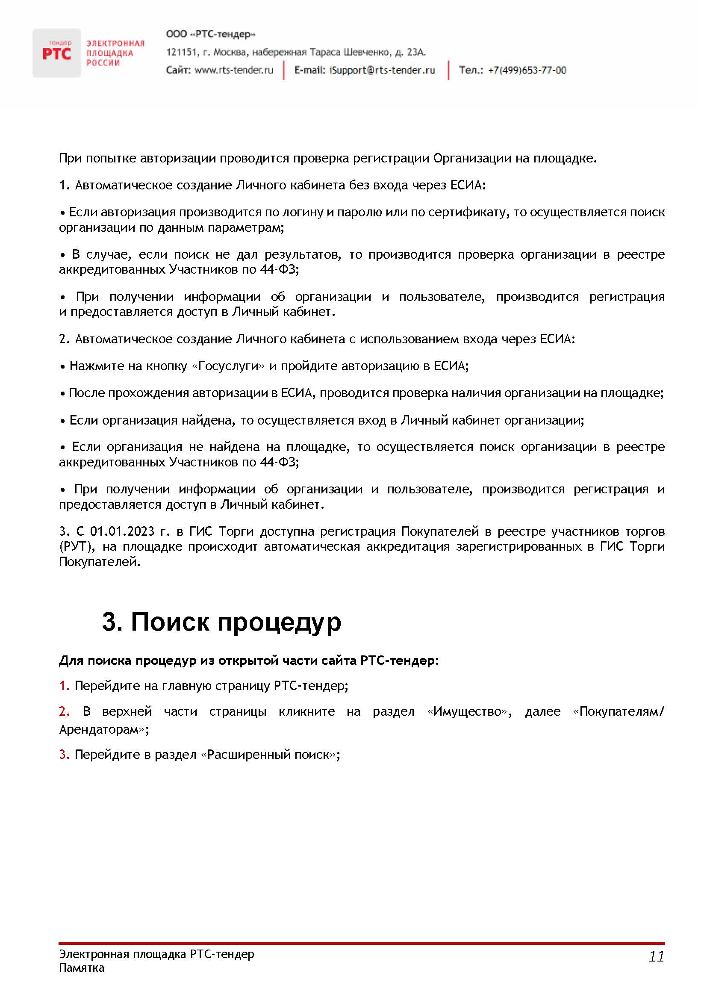 тендер
РТС
ЭЛЕКТРОННАЯ
ПЛОЩАДКА
РОССИИ
ООО «РТС-тендер»
121151, г. Москва, набережная Тараса Шевченко, д. 23А.
Сайт: www.rts-tender.ru | E-mail: iSupport@rts-tender.ru | Тел.: +7(499)653-77-00
При попытке авторизации проводится проверка регистрации Организации на площадке.
1. Автоматическое создание Личного кабинета без входа через ЕСИА:
• Если авторизация производится по логину и паролю или по сертификату, то осуществляется поиск
организации по данным параметрам;
• В случае, если поиск не дал результатов, то производится проверка организации в реестре
аккредитованных Участников по 44-ФЗ;
• При получении информации об организации и пользователе, производится регистрация
и предоставляется доступ в Личный кабинет.
2. Автоматическое создание Личного кабинета с использованием входа через ЕСИА:
• Нажмите на кнопку «Госуслуги» и пройдите авторизацию в ЕСИА;
• После прохождения авторизации в ЕСИА, проводится проверка наличия организации на площадке;
• Если организация найдена, то осуществляется вход в Личный кабинет организации;
• Если организация не найдена на площадке, то осуществляется поиск организации в реестре
аккредитованных Участников по 44-ФЗ;
• При получении информации об организации и пользователе, производится регистрация и
предоставляется доступ в Личный кабинет.
3. С 01.01.2023 г. в ГИС Торги доступна регистрация Покупателей в реестре участников торгов
(РУТ), на площадке происходит автоматическая аккредитация зарегистрированных в ГИС Торги
Покупателей.
3. Поиск процедур
Для поиска процедур из открытой части сайта РТС-тендер:
1. Перейдите на главную страницу РТС-тендер;
2. В верхней части страницы кликните на раздел «Имущество», далее «Покупателям/
Арендаторам»;
3. Перейдите в раздел «Расширенный поиск»;
Электронная площадка РТС-тендер
Памятка
11